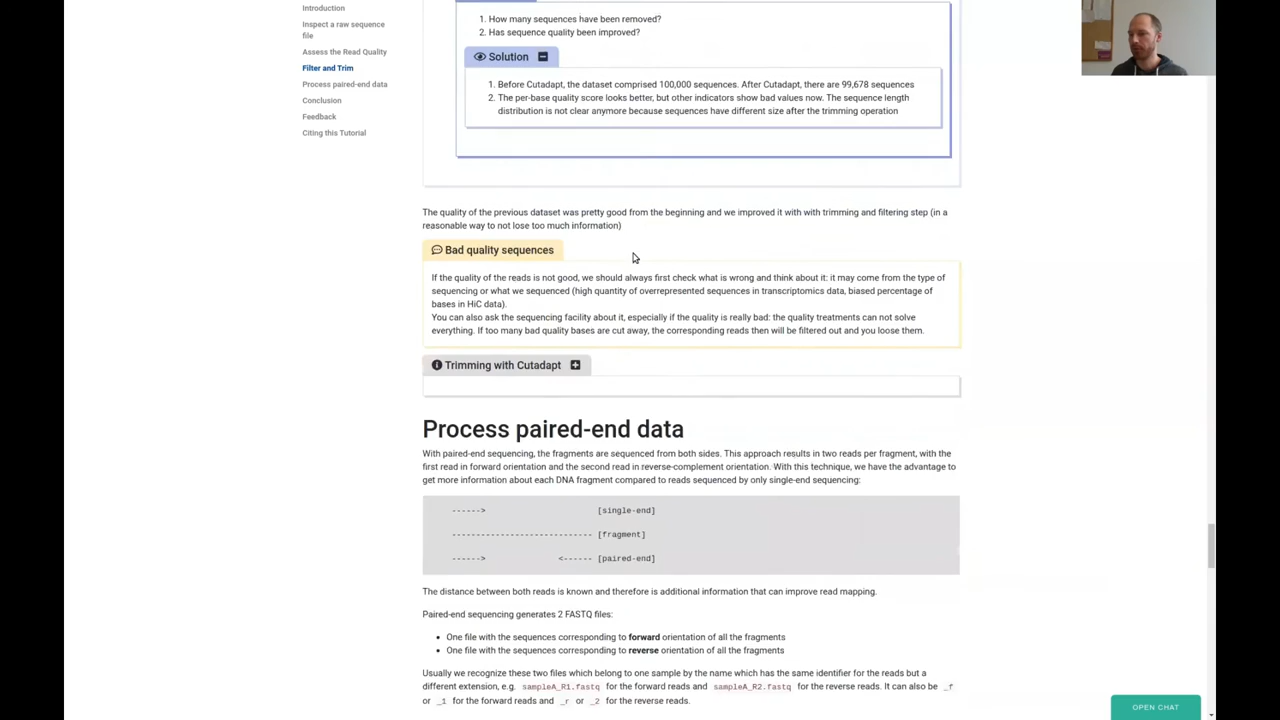 Introduction
Inspect a raw sequence
file
Assess the Read Quality
Filter and Trim
Process paired-end data
Conclusion
Feedback
Citing this Tutorial
1. How many sequences have been removed?
2. Has sequence quality been improved?
Solution
1. Before Cutadapt, the dataset comprised 100,000 sequences. After Cutadapt, there are 99,678 sequences
2. The per-base quality score looks better, but other indicators show bad values now. The sequence length
distribution is not clear anymore because sequences have different size after the trimming operation
The quality of the previous dataset was pretty good from the beginning and we improved it with with trimming and filtering step (in a
reasonable way to not lose too much information)
Bad quality sequences
If the quality of the reads is not good, we should always first check what is wrong and think about it: it may come from the type of
sequencing or what we sequenced (high quantity of overrepresented sequences in transcriptomics data, biased percentage of
bases in HiC data).
You can also ask the sequencing facility about it, especially if the quality is really bad: the quality treatments can not solve
everything. If too many bad quality bases are cut away, the corresponding reads then will be filtered out and you loose them.
Trimming with Cutadapt
Process paired-end data
With paired-end sequencing, the fragments are sequenced from both sides. This approach results in two reads per fragment, with the
first read in forward orientation and the second read in reverse-complement orientation. With this technique, we have the advantage to
get more information about each DNA fragment compared to reads sequenced by only single-end sequencing:
------> [single-end]
----------------------------- [fragment]
------> <------ [paired-end]
The distance between both reads is known and therefore is additional information that can improve read mapping.
Paired-end sequencing generates 2 FASTQ files:
• One file with the sequences corresponding to forward orientation of all the fragments
• One file with the sequences corresponding to reverse orientation of all the fragments
Usually we recognize these two files which belong to one sample by the name which has the same identifier for the reads but a
different extension, e.g. sampleA_R1.fastq for the forward reads and sampleA_R2.fastq for the reverse reads. It can also be _f
or _1 for the forward reads and _r or _2 for the reverse reads.
OPEN CHAT